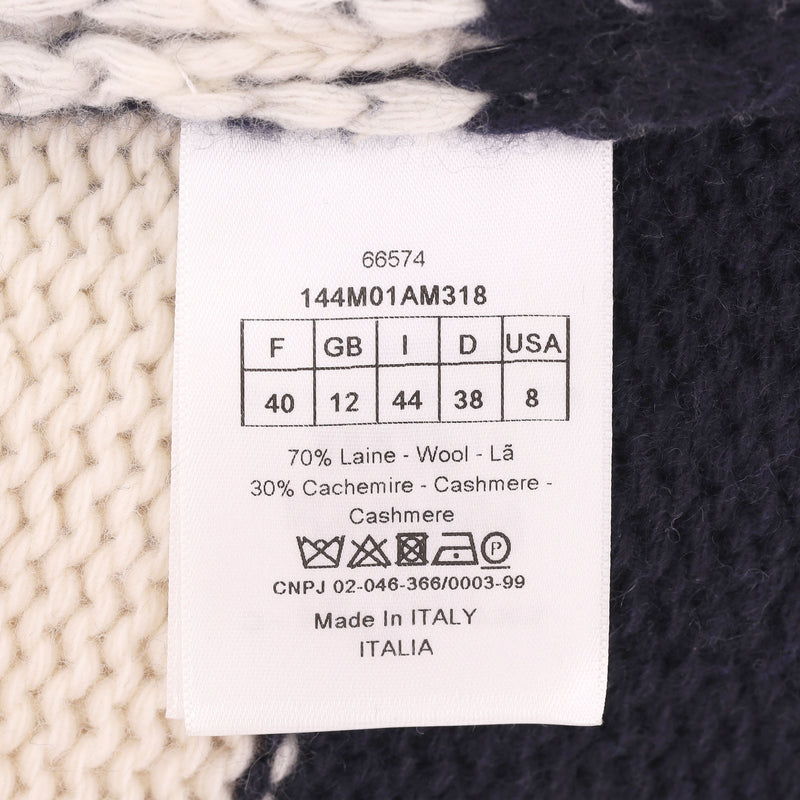 66574
144M01AM318
F GB I D USA
40 12 44 38 8
70% Laine - Wool - Lã
30% Cachemire - Cashmere -
Cashmere
P
CNPJ 02-046-366/0003-99
Made In ITALY
ITALIA